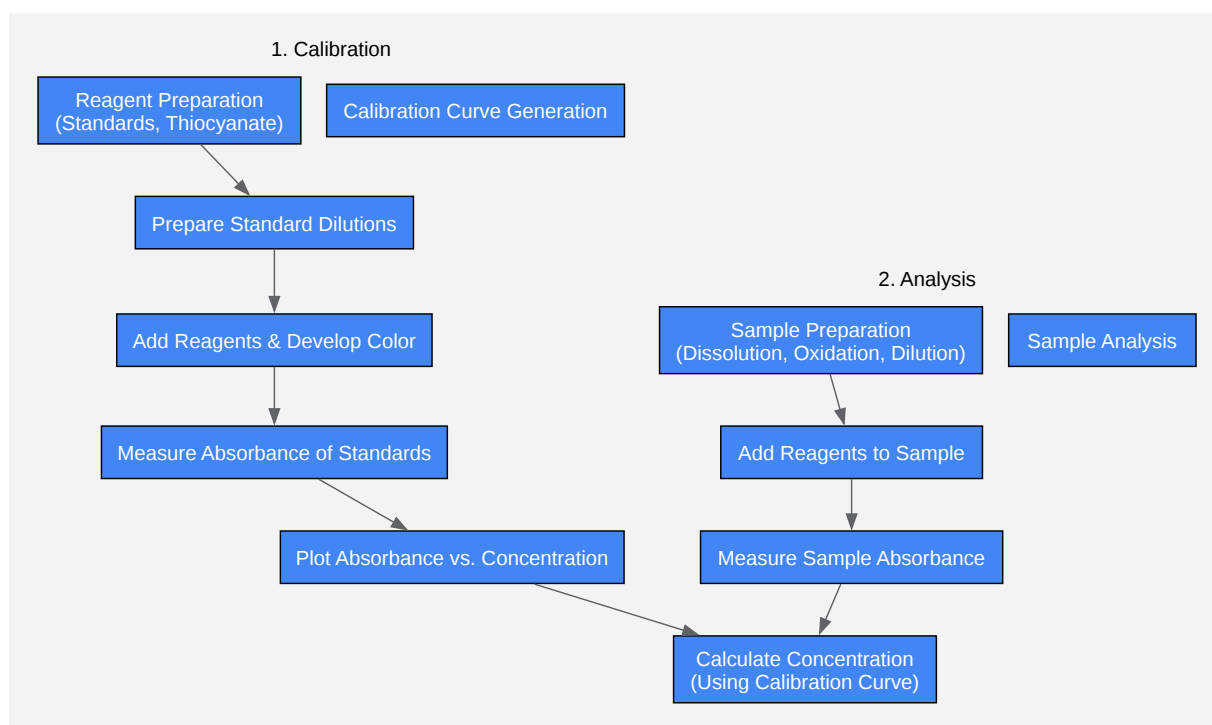 1. Calibration
Reagent Preparation
(Standards, Thiocyanate)
Calibration Curve Generation
Prepare Standard Dilutions
Add Reagents & Develop Color
Measure Absorbance of Standards
Plot Absorbance vs. Concentration
2. Analysis
Sample Preparation
(Dissolution, Oxidation, Dilution)
Sample Analysis
Add Reagents to Sample
Measure Sample Absorbance
Calculate Concentration
(Using Calibration Curve)